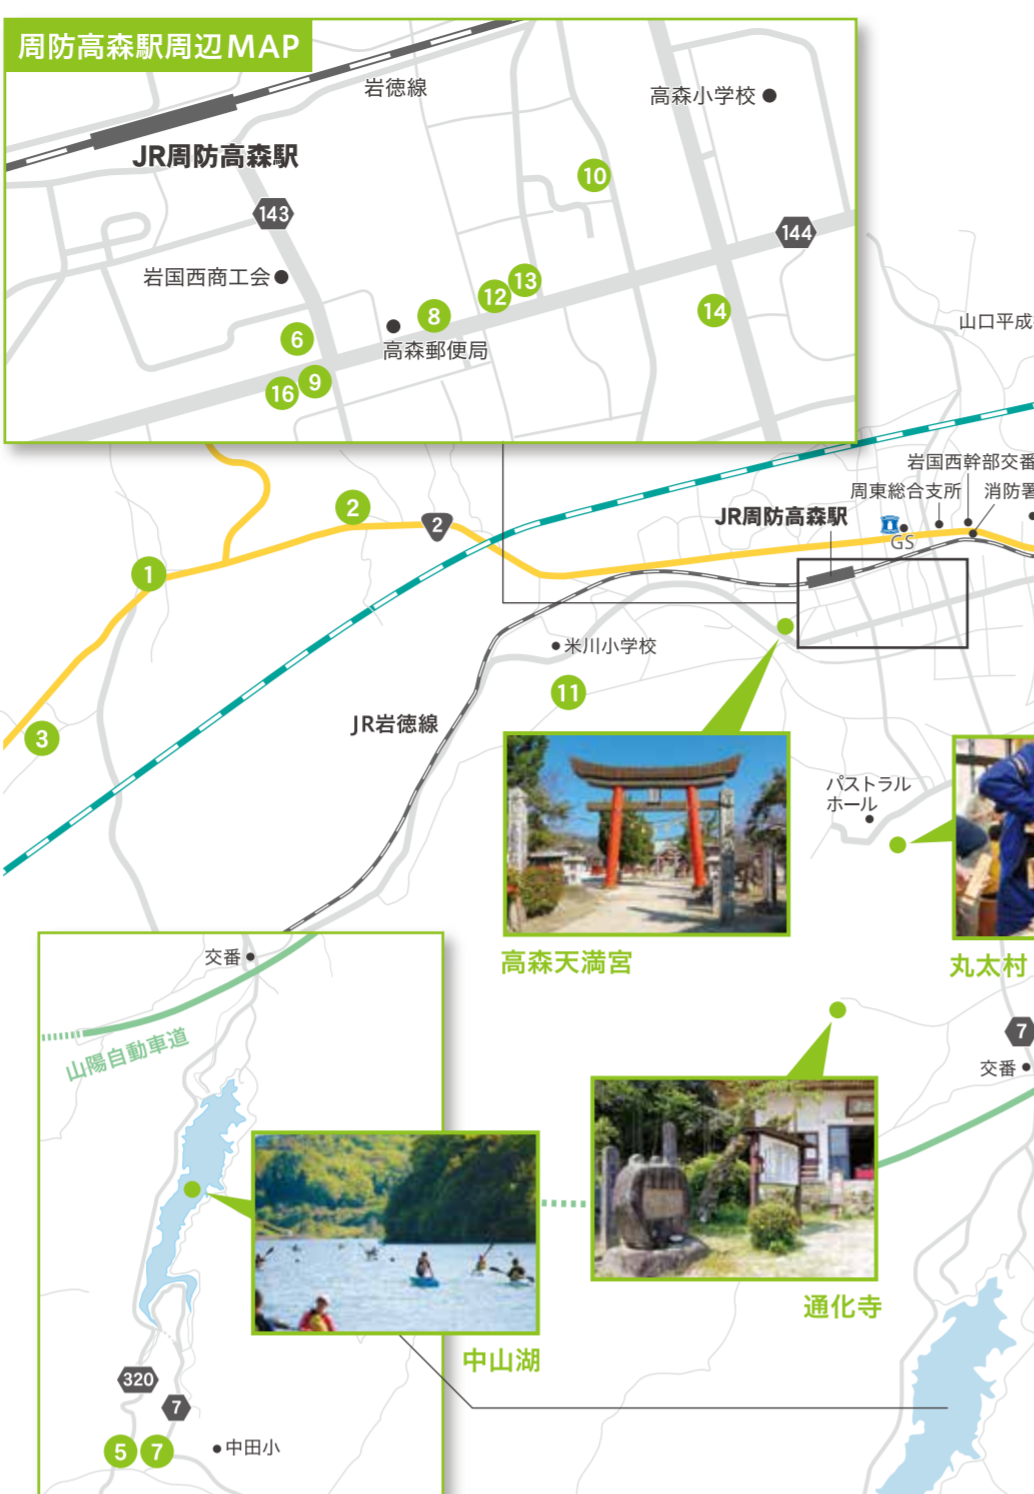 周防高森駅周辺MAP
岩徳線
高森小学校
JR周防高森駅
10
143
144
岩国西商工会
13
12
8
14
6
高森郵便局
9
16
山口平成
岩国西幹部交番
周東総合支所
消防署
JR周防高森駅
GS
2
2
1
米川小学校
11
JR岩徳線
3
パストラル
ホール
高森天満宮
丸太村
交番
山陽自動車道
7
交番
通化寺
中山湖
320
7
5
7
中田小